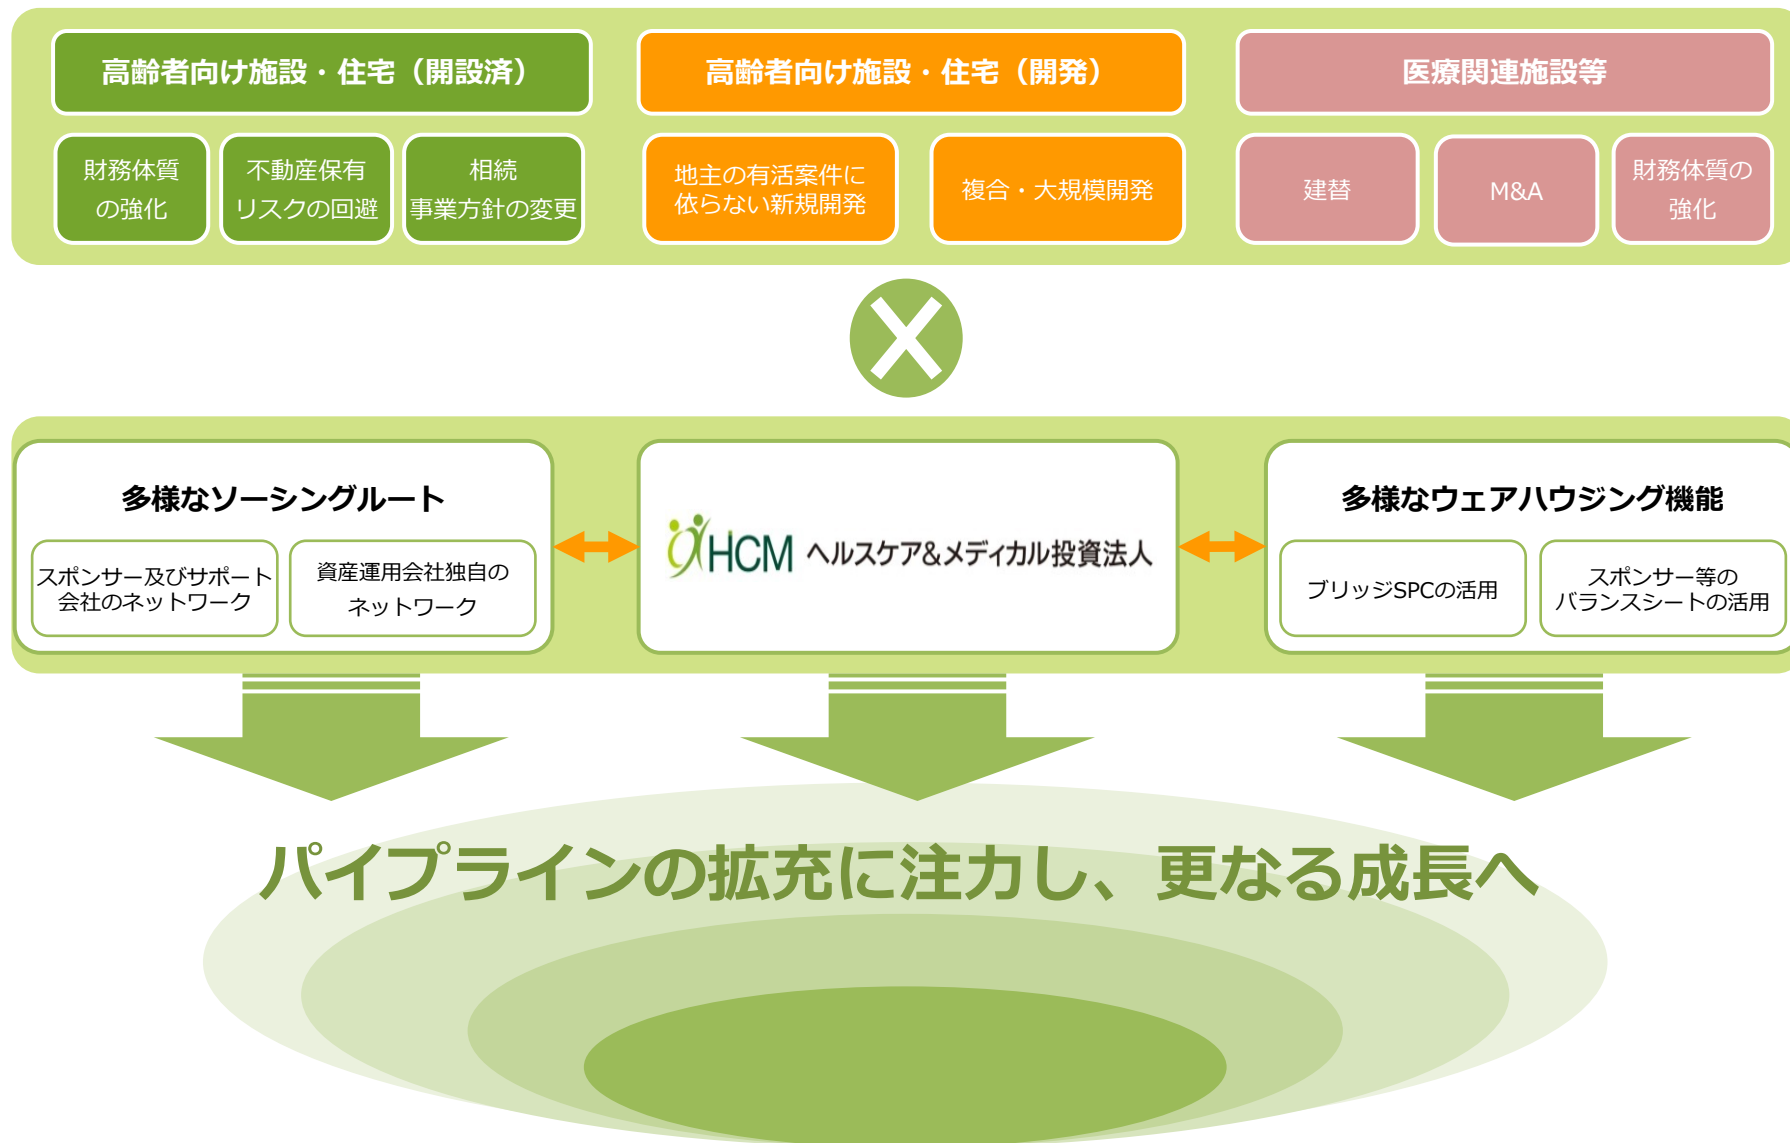 高齢者向け施設・住宅（開設済）
高齢者向け施設・住宅（開発）
医療関連施設等
財務体質
の強化
不動産保有
リスクの回避
相続
事業方針の変更
地主の有活案件に
依らない新規開発
複合・大規模開発
建替
M&A
財務体質の
強化
多様なソーシングルート
スポンサー及びサポート
会社のネットワーク
資産運用会社独自の
ネットワーク
HCM ヘルスケア&メディカル投資法人
多様なウェアハウジング機能
ブリッジSPCの活用
スポンサー等の
バランスシートの活用
パイプラインの拡充に注力し、更なる成長へ